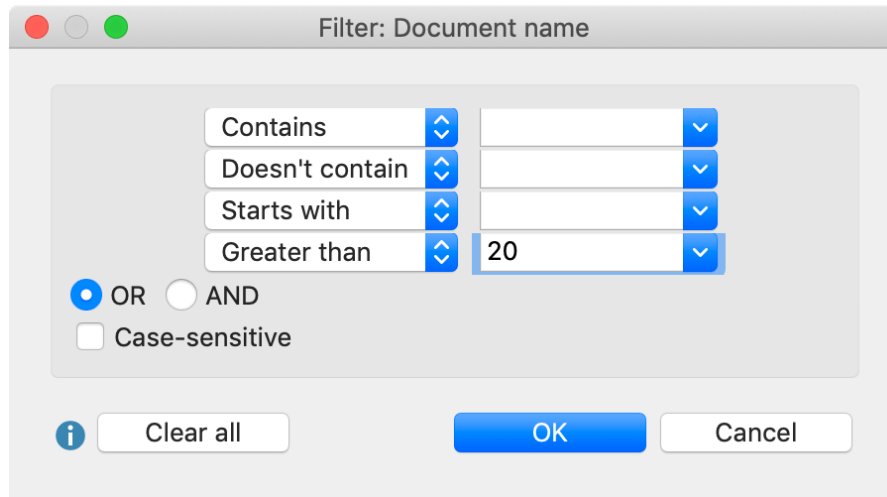 Filter: Document name
Contains
Doesn't contain
Starts with
Greater than 20
OR AND
Case-sensitive
i Clear all OK Cancel